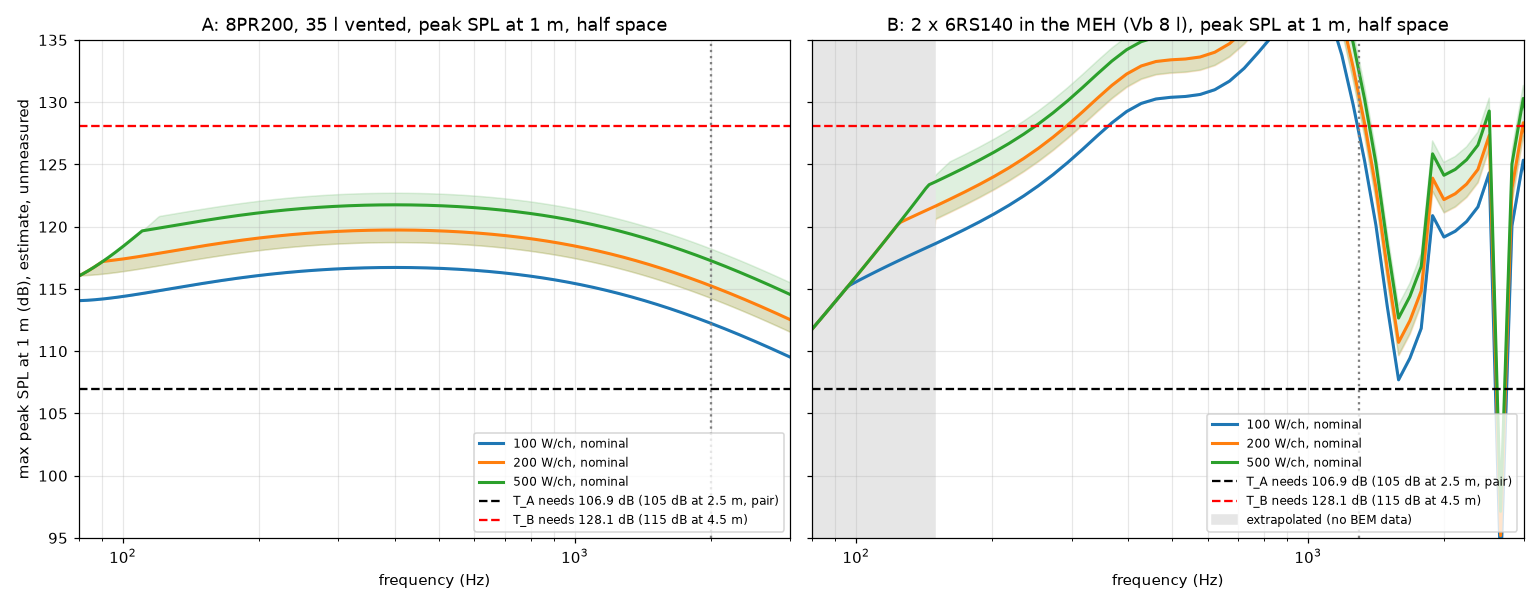 A: 8PR200, 35 l vented, peak SPL at 1 m, half space
B: 2 x 6RS140 in the MEH (Vb 8 l), peak SPL at 1 m, half space
max peak SPL at 1 m (dB), estimate, unmeasured
135
130
125
120
115
110
105
100
95
10²
10³
frequency (Hz)
100 W/ch, nominal
200 W/ch, nominal
500 W/ch, nominal
T_A needs 106.9 dB (105 dB at 2.5 m, pair)
T_B needs 128.1 dB (115 dB at 4.5 m)
10²
10³
frequency (Hz)
100 W/ch, nominal
200 W/ch, nominal
500 W/ch, nominal
T_A needs 106.9 dB (105 dB at 2.5 m, pair)
T_B needs 128.1 dB (115 dB at 4.5 m)
extrapolated (no BEM data)